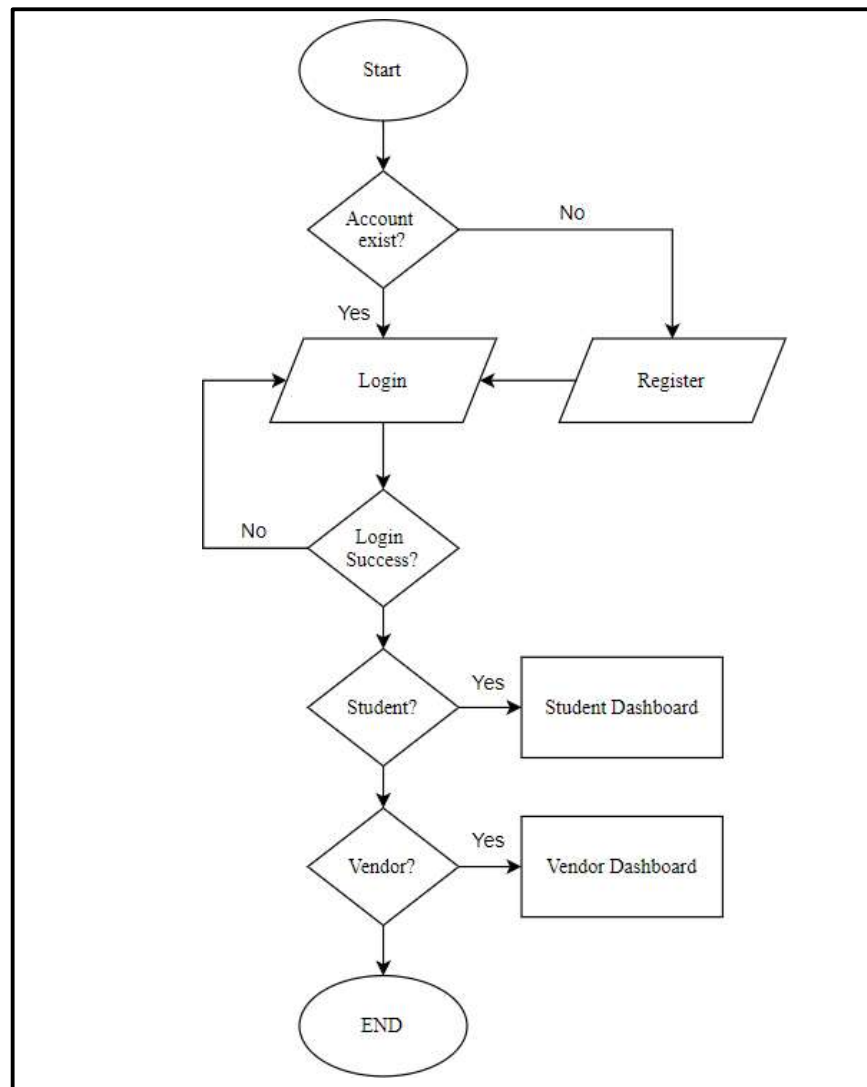 Start
Account
exist?
No
Yes
Login
Register
No
Login
Success?
Student?
Yes
Student Dashboard
Vendor?
Yes
Vendor Dashboard
END